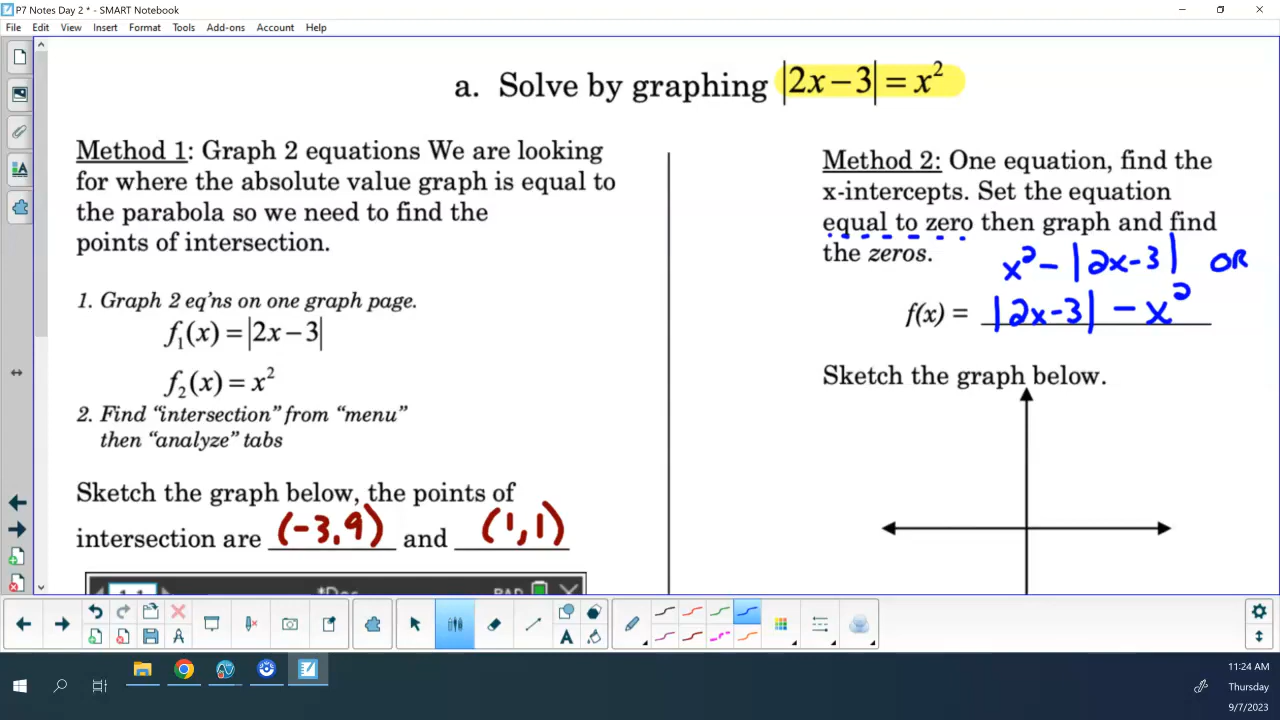 P7 Notes Day 2 * - SMART Notebook
File Edit View Insert Format Tools Add-ons Account Help
a. Solve by graphing |2x − 3| = x²
Method 1: Graph 2 equations We are looking
for where the absolute value graph is equal to
the parabola so we need to find the
points of intersection.
1. Graph 2 eq'ns on one graph page.
f₁(x) = |2x − 3|
f₂(x) = x²
2. Find "intersection" from "menu"
then "analyze" tabs
Sketch the graph below, the points of
intersection are (-3,9) and (1,1)
1.1 *Doc RAD
Method 2: One equation, find the
x-intercepts. Set the equation
equal to zero then graph and find
the zeros. x² - |2x-3| OR
f(x) = |2x-3| - x²
Sketch the graph below.
11:24 AM
Thursday
9/7/2023